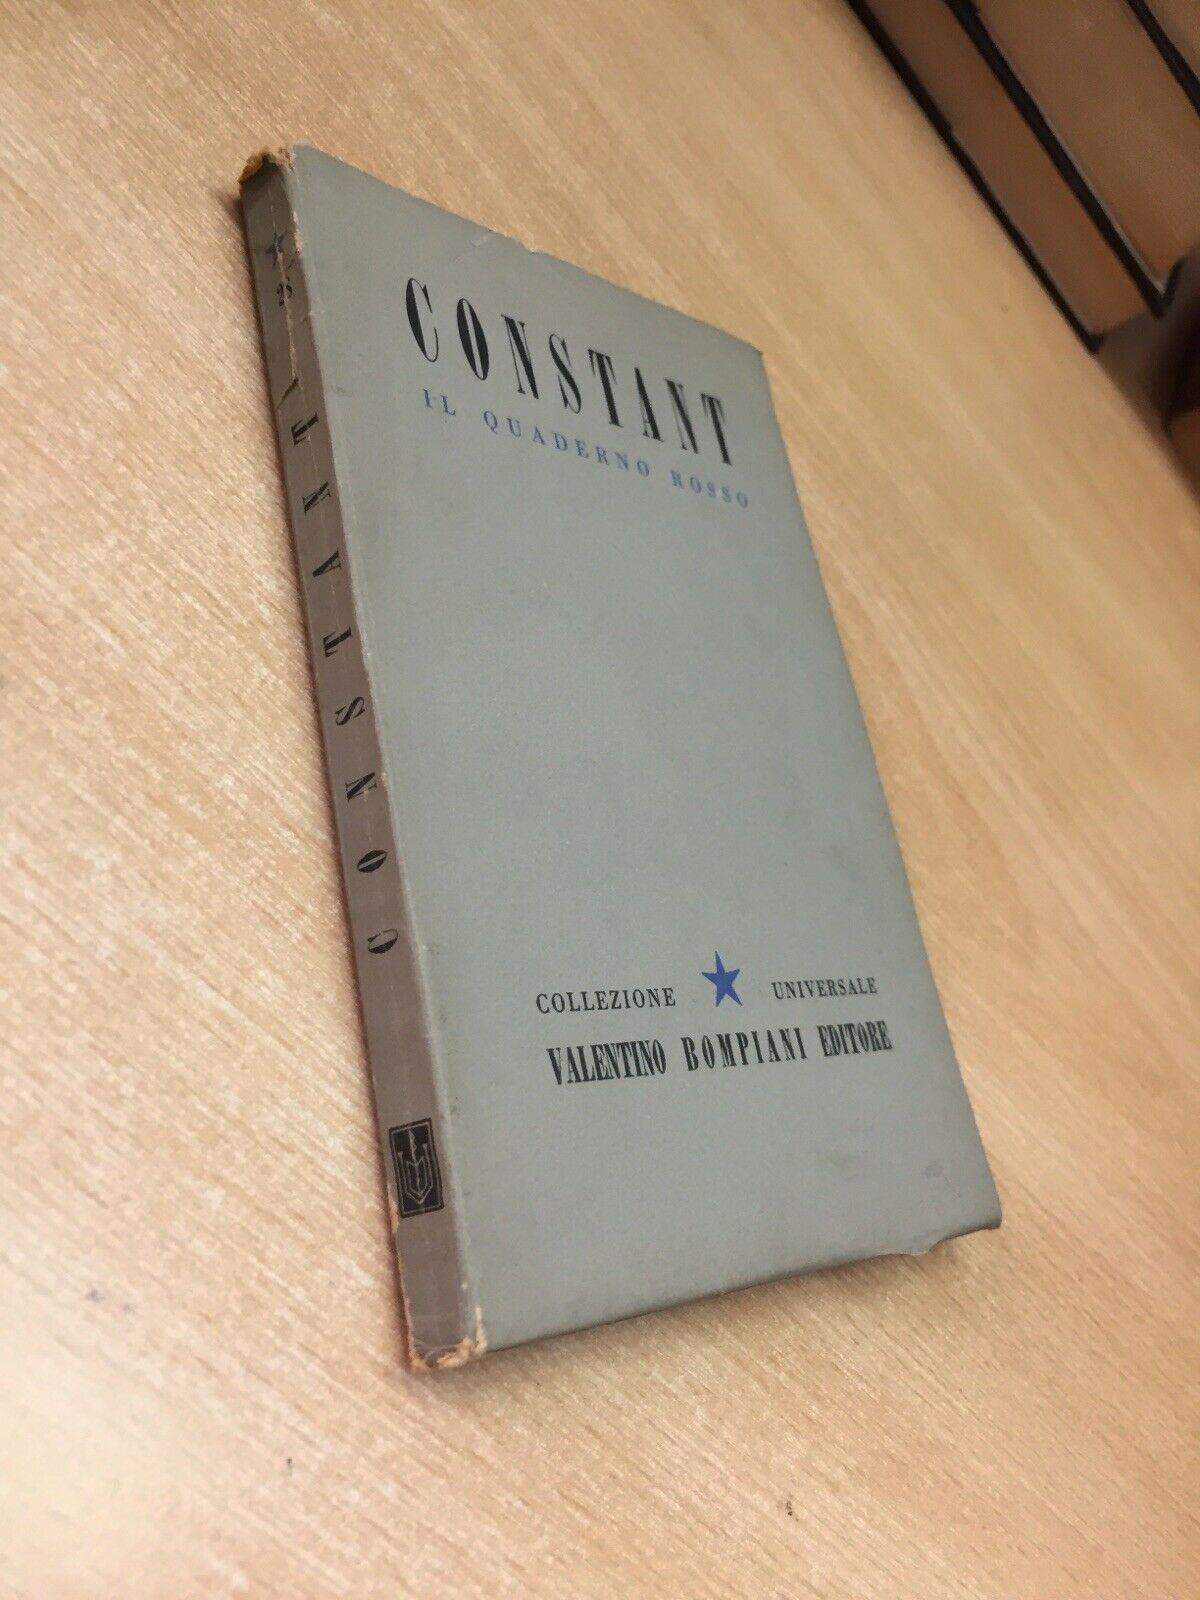 CONSTANT
IL QUADERNO ROSSO
COLLEZIONE ★ UNIVERSALE
VALENTINO BOMPIANI EDITORE
CONSTANT